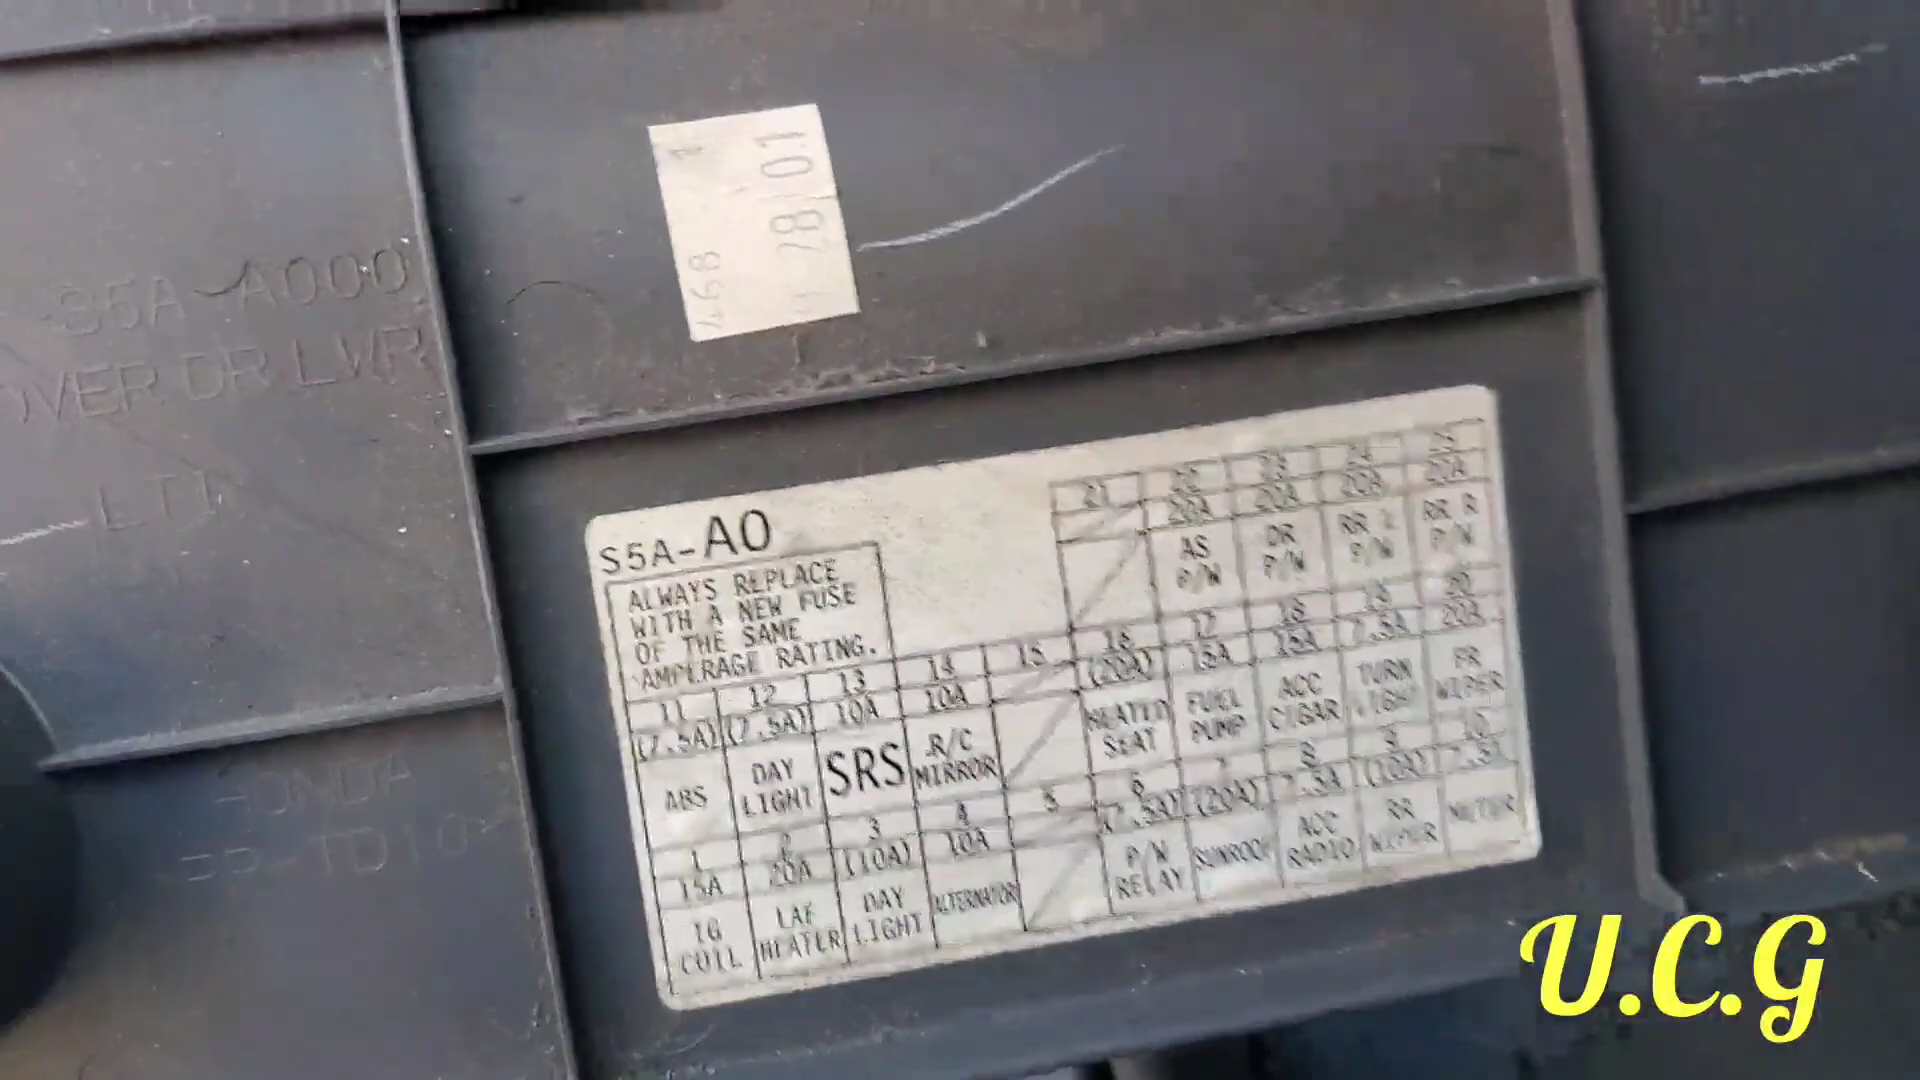 S5A-A000
OVER DR LWR
LTI
468
28 01
S5A-A0
ALWAYS REPLACE
WITH A NEW FUSE
OF THE SAME
AMPERAGE RATING.
21 22 23 24 25
20A 20A 20A 20A
AS P/W DR P/W RR L P/W RR R P/W
11 12 13 14 15 16 17 18 19 20
(7.5A) (7.5A) 10A 10A (20A) 15A 15A 7.5A 20A
ABS DAY LIGHT SRS R/C MIRROR HEATED SEAT FUEL PUMP ACC CIGAR TURN LIGHT FR WIPER
1 2 3 4 5 6 7 8 9 10
15A 20A (10A) 10A (7.5A) (20A) 7.5A (10A) 7.5A
IG COIL LAF HEATER DAY LIGHT ALTERNATOR P/W RELAY SUNROOF ACC RADIO RR WIPER METER
HONDA
U.C.G